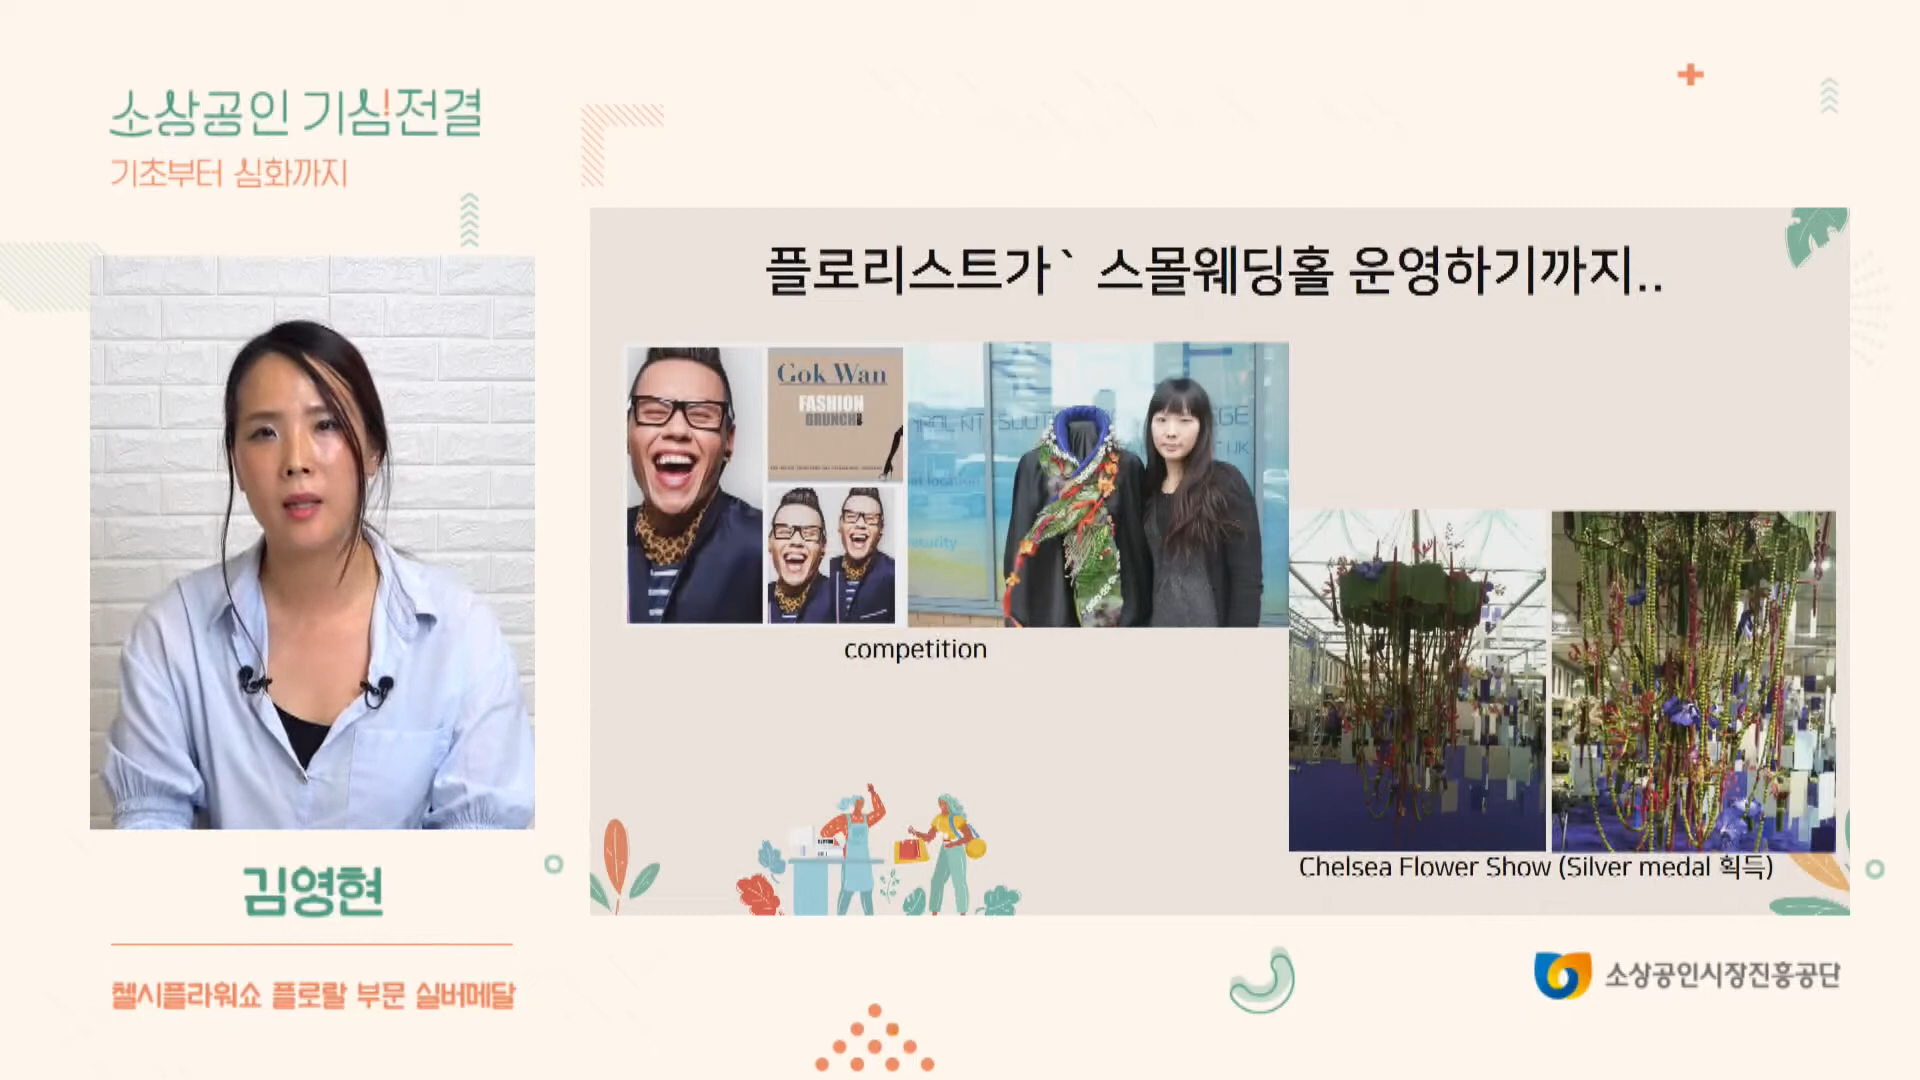 소상공인 기심전결
기초부터 심화까지
플로리스트가` 스몰웨딩홀 운영하기까지..
Gok Wan
FASHION
BRUNCH
competition
Chelsea Flower Show (Silver medal 획득)
김영현
첼시플라워쇼 플로랄 부문 실버메달
소상공인시장진흥공단